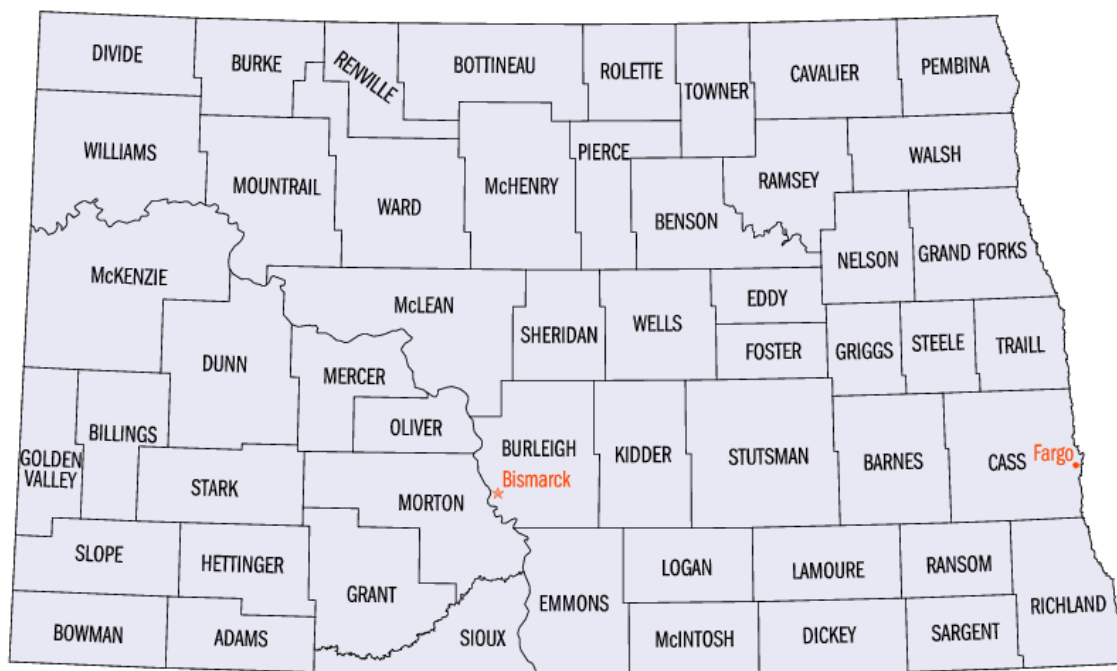 DIVIDE
BURKE
RENVILLE
BOTTINEAU
ROLETTE
TOWNER
CAVALIER
PEMBINA
WILLIAMS
MOUNTRAIL
WARD
McHENRY
PIERCE
BENSON
RAMSEY
WALSH
McKENZIE
McLEAN
SHERIDAN
WELLS
EDDY
FOSTER
NELSON
GRAND FORKS
DUNN
MERCER
OLIVER
GRIGGS
STEELE
TRAILL
GOLDEN
VALLEY
BILLINGS
STARK
MORTON
BURLEIGH
Bismarck
KIDDER
STUTSMAN
BARNES
CASS
Fargo
SLOPE
HETTINGER
GRANT
SIOUX
EMMONS
LOGAN
LAMOURE
RANSOM
RICHLAND
BOWMAN
ADAMS
McINTOSH
DICKEY
SARGENT